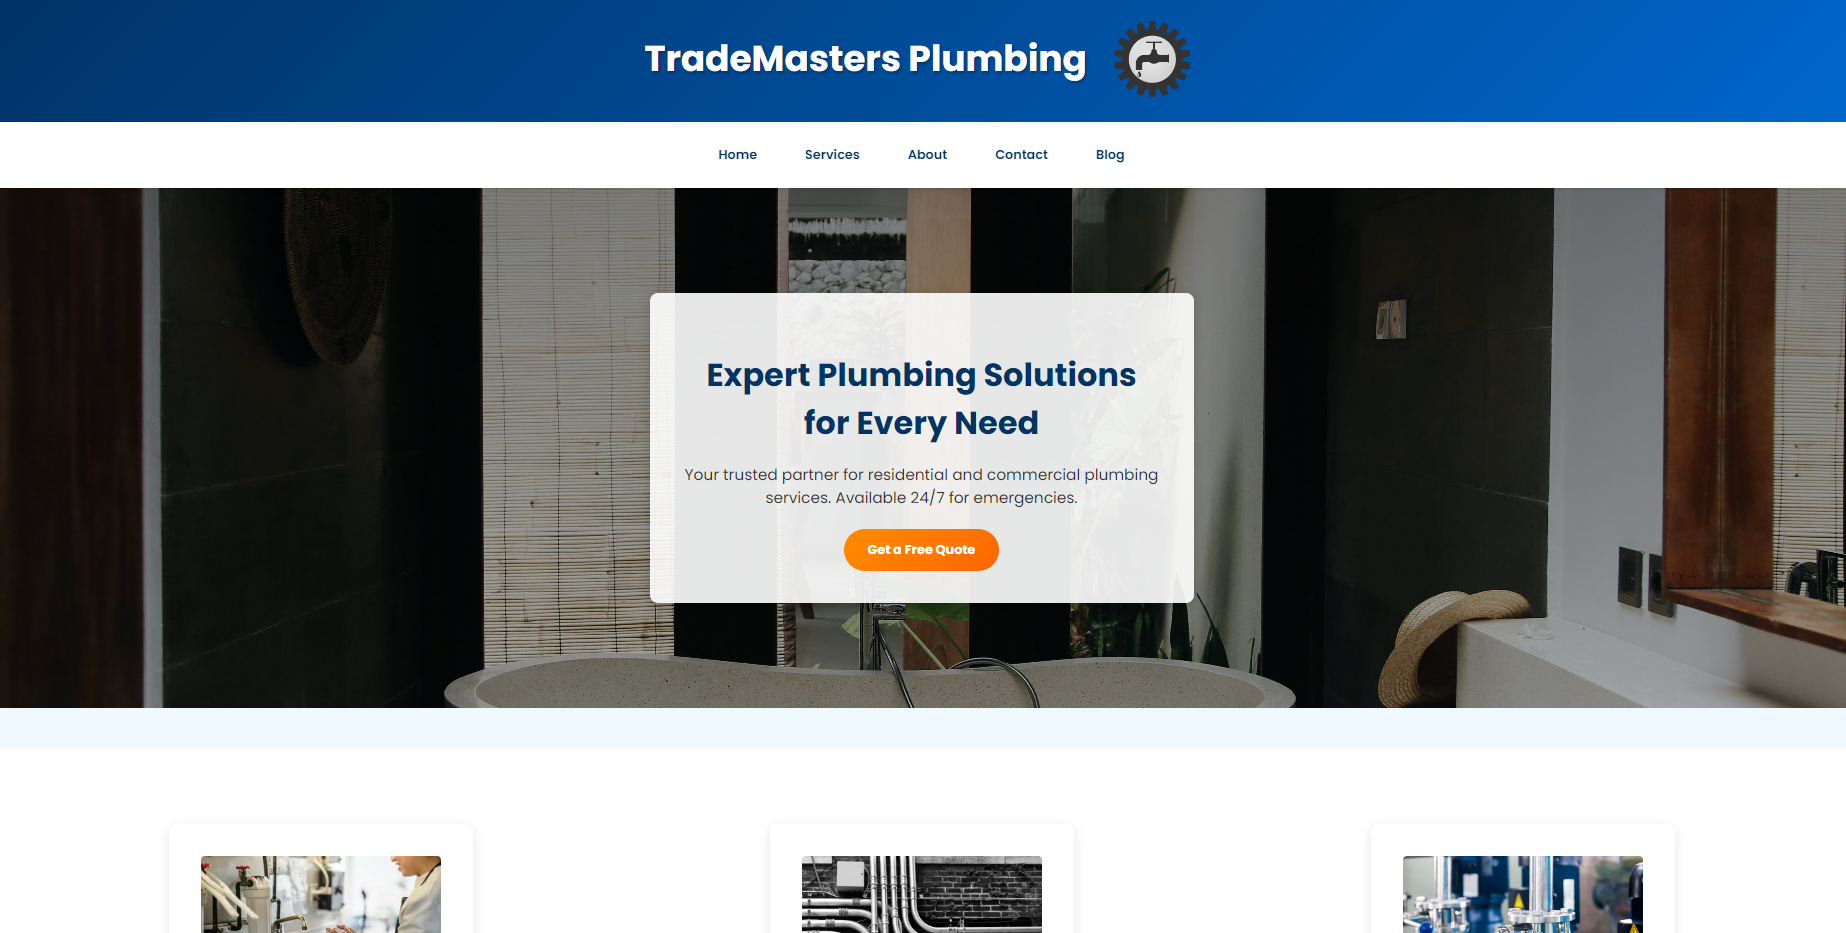 TradeMasters Plumbing
Home Services About Contact Blog
Expert Plumbing Solutions
for Every Need
Your trusted partner for residential and commercial plumbing
services. Available 24/7 for emergencies.
Get a Free Quote